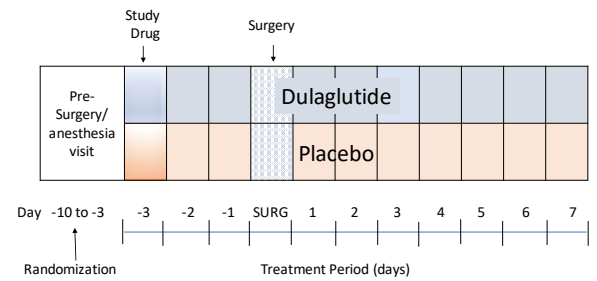 Study
Drug
Surgery
Pre-
Surgery/
anesthesia
visit
Dulaglutide
Placebo
Day -10 to -3 -3 -2 -1 SURG 1 2 3 4 5 6 7
Randomization
Treatment Period (days)